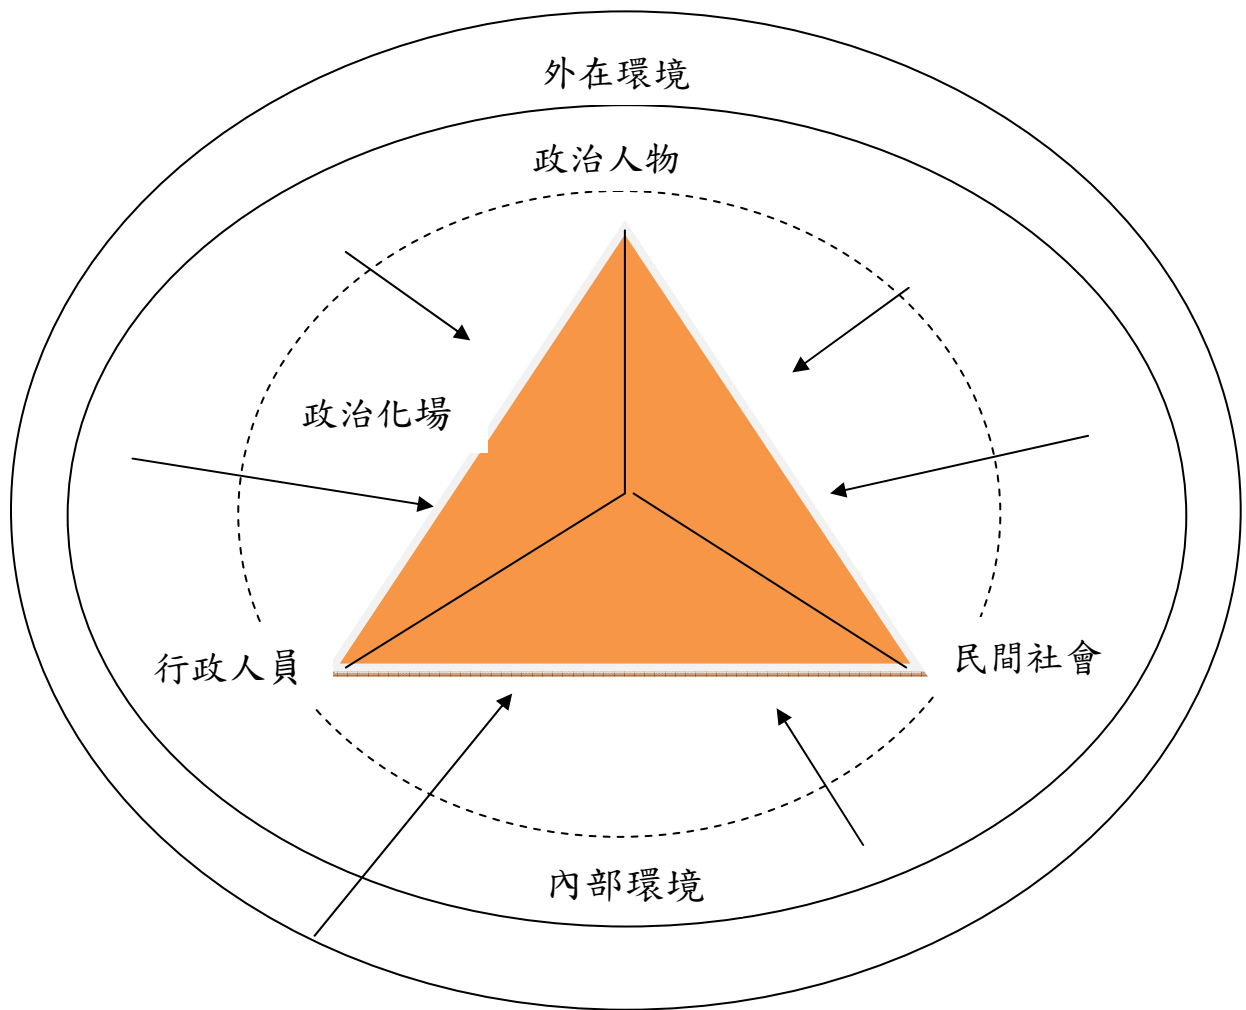 外在環境
政治人物
政治化場
行政人員
民間社會
內部環境